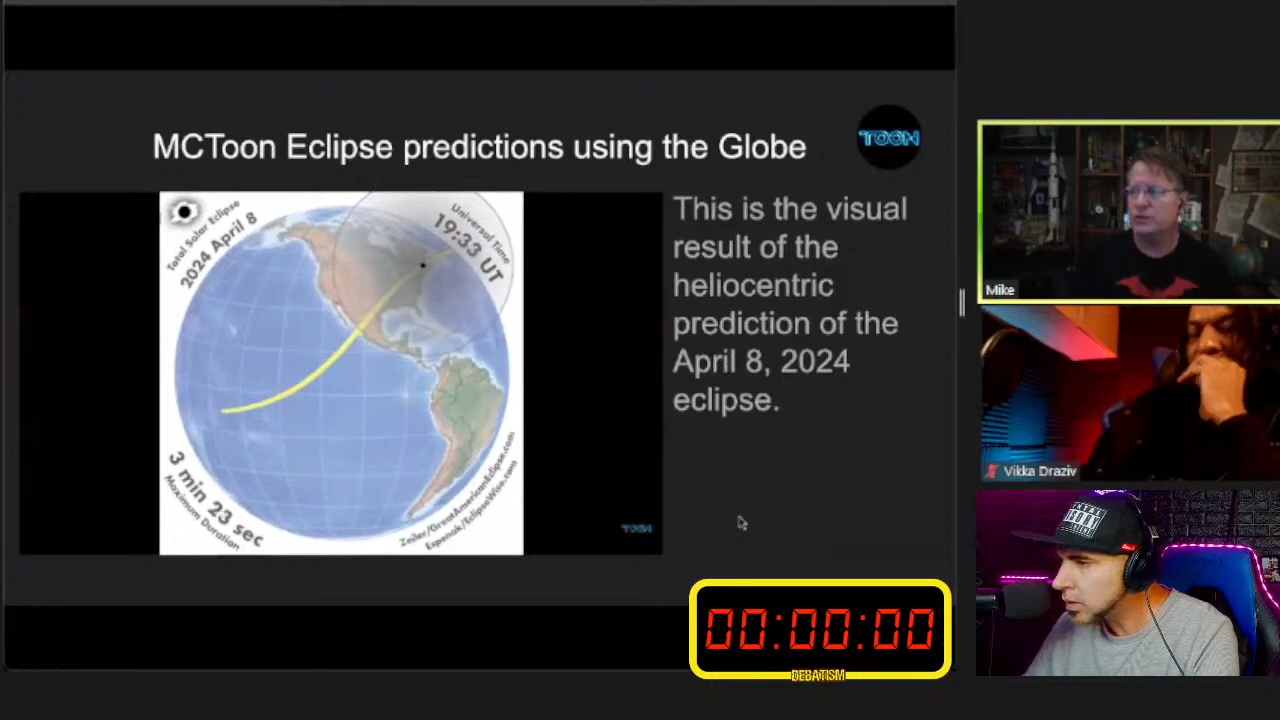 MCToon Eclipse predictions using the Globe
TOON
Total Solar Eclipse
2024 April 8
Universal Time
19:33 UT
3 min 23 sec
Maximum Duration
Zeiler/GreatAmericanEclipse.com
Espenak/EclipseWise.com
TOON
This is the visual
result of the
heliocentric
prediction of the
April 8, 2024
eclipse.
Mike
Vikka Draziv
00:00:00
DEBATISM